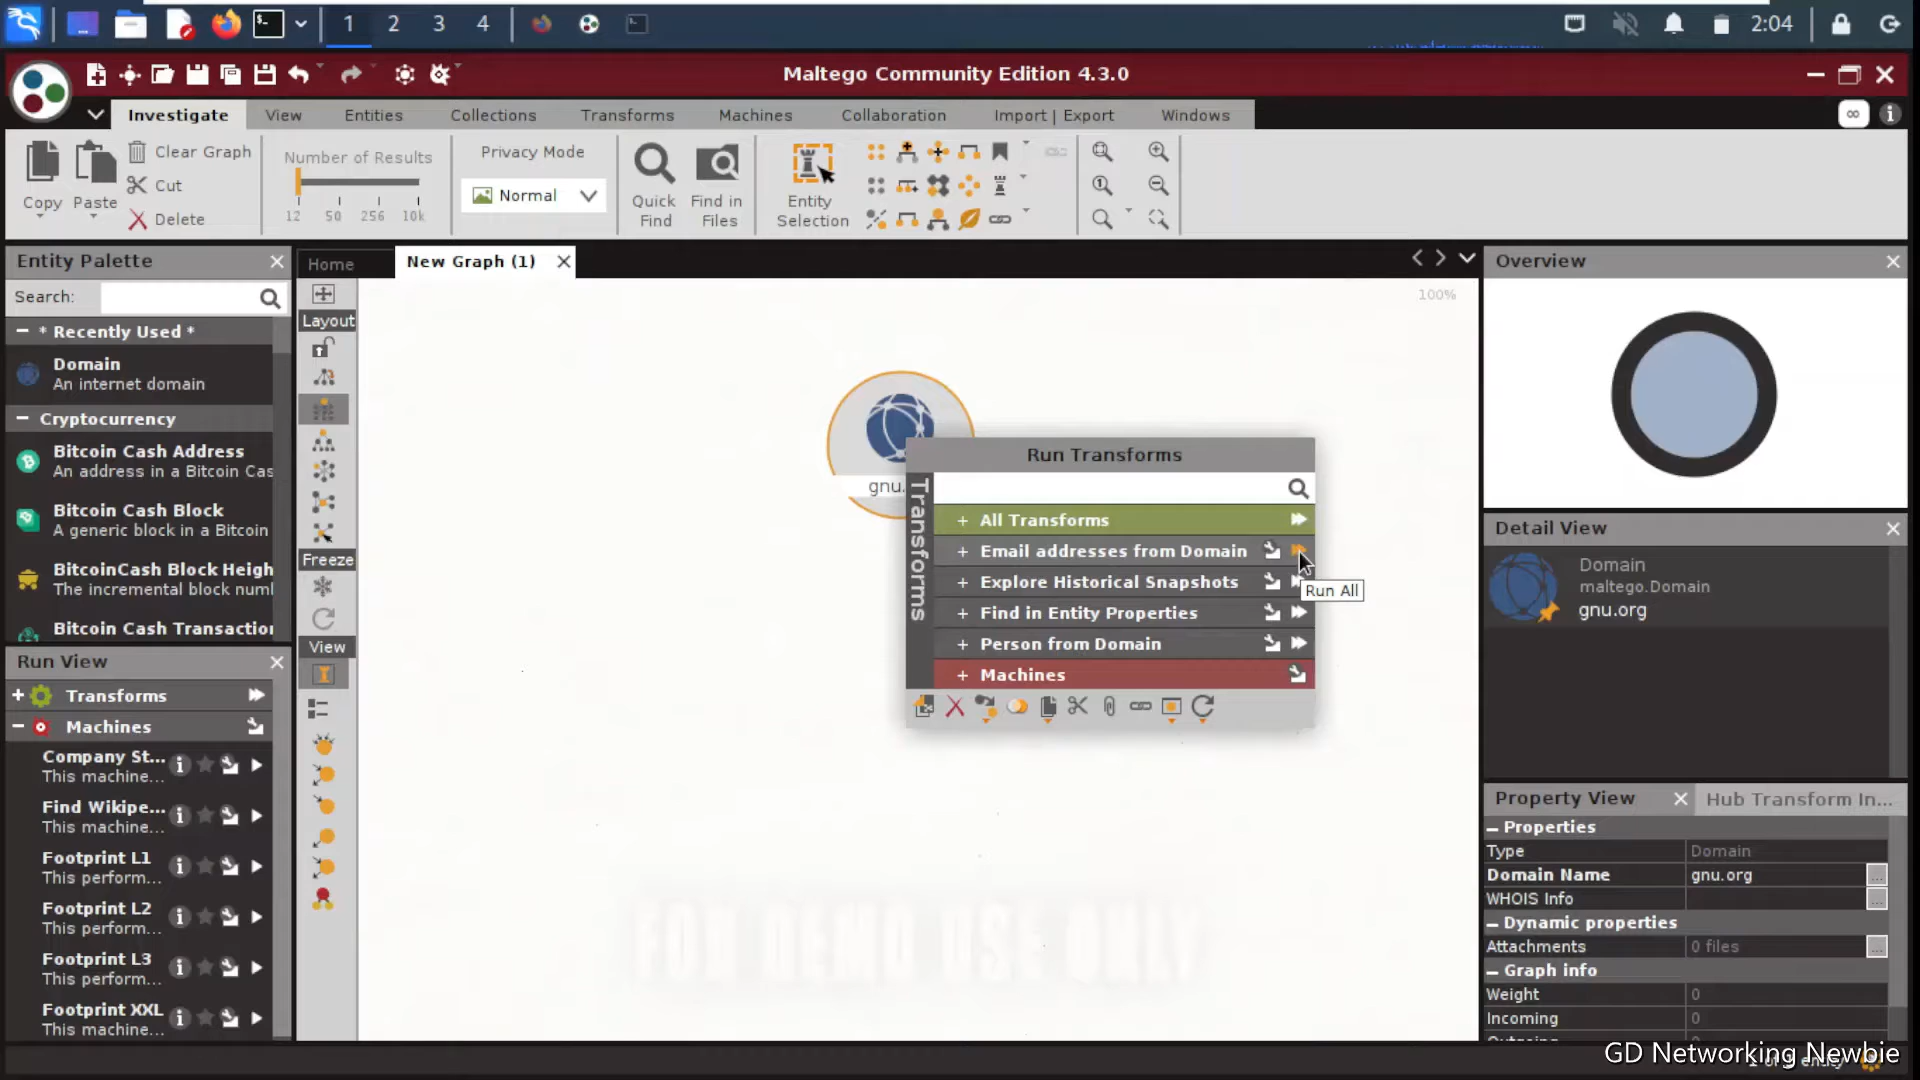 1 2 3 4
2:04
Maltego Community Edition 4.3.0
Investigate View Entities Collections Transforms Machines Collaboration Import | Export Windows
Copy
Paste
Clear Graph
Cut
Delete
Number of Results
12 50 256 10k
Privacy Mode
Normal
Quick Find
Find in Files
Entity Selection
Entity Palette
Search:
* Recently Used *
Domain
An internet domain
Cryptocurrency
Bitcoin Cash Address
An address in a Bitcoin Cas
Bitcoin Cash Block
A generic block in a Bitcoin
BitcoinCash Block Heigh
The incremental block numl
Bitcoin Cash Transaction
Run View
Transforms
Machines
Company St...
This machine...
Find Wikipe...
This machine...
Footprint L1
This perform...
Footprint L2
This perform...
Footprint L3
This perform...
Footprint XXL
This machine...
Home
New Graph (1)
Layout
Freeze
View
100%
gnu.
Run Transforms
Transforms
+ All Transforms
+ Email addresses from Domain
+ Explore Historical Snapshots
+ Find in Entity Properties
+ Person from Domain
+ Machines
Run All
FOR DEMO USE ONLY
Overview
Detail View
Domain
maltego.Domain
gnu.org
Property View
Hub Transform In...
Properties
Type Domain
Domain Name gnu.org
WHOIS Info
Dynamic properties
Attachments 0 files
Graph info
Weight 0
Incoming 0
GD Networking Newbie